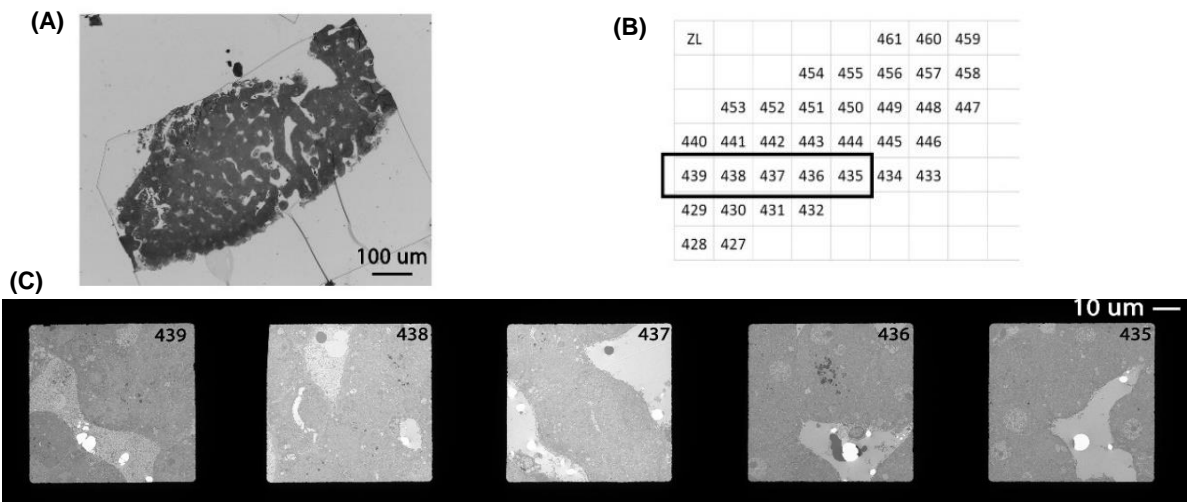 (A)
100 um
(B)
ZL 461 460 459
454 455 456 457 458
453 452 451 450 449 448 447
440 441 442 443 444 445 446
439 438 437 436 435 434 433
429 430 431 432
428 427
(C)
10 um
439 438 437 436 435